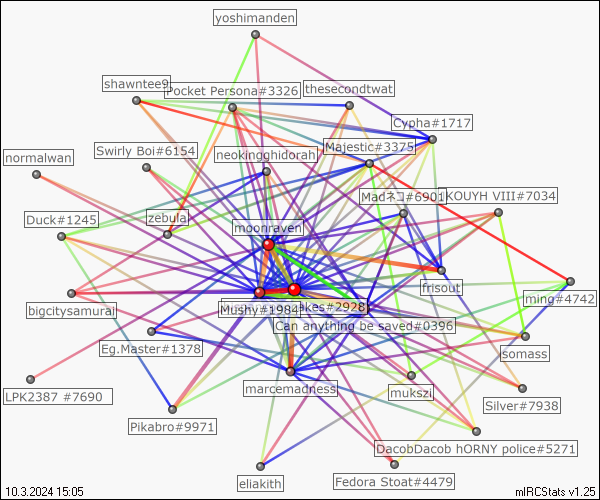 yoshimanden
shawntee9
Pocket Persona#3326
thesecondtwat
Cypha#1717
Swirly Boi#6154
neokingghidorah
Majestic#3375
normalwan
Madネコ#6901
KOUYH VIII#7034
Duck#1245
zebula
moonraven
frisout
ming#4742
bigcitysamurai
Mushy#1984
akes#2928
Can anything be saved#0396
Eg.Master#1378
somass
LPK2387 #7690
marcemadness
mukszi
Silver#7938
Pikabro#9971
DacobDacob hORNY police#5271
eliakith
Fedora Stoat#4479
10.3.2024 15:05
mIRCStats v1.25